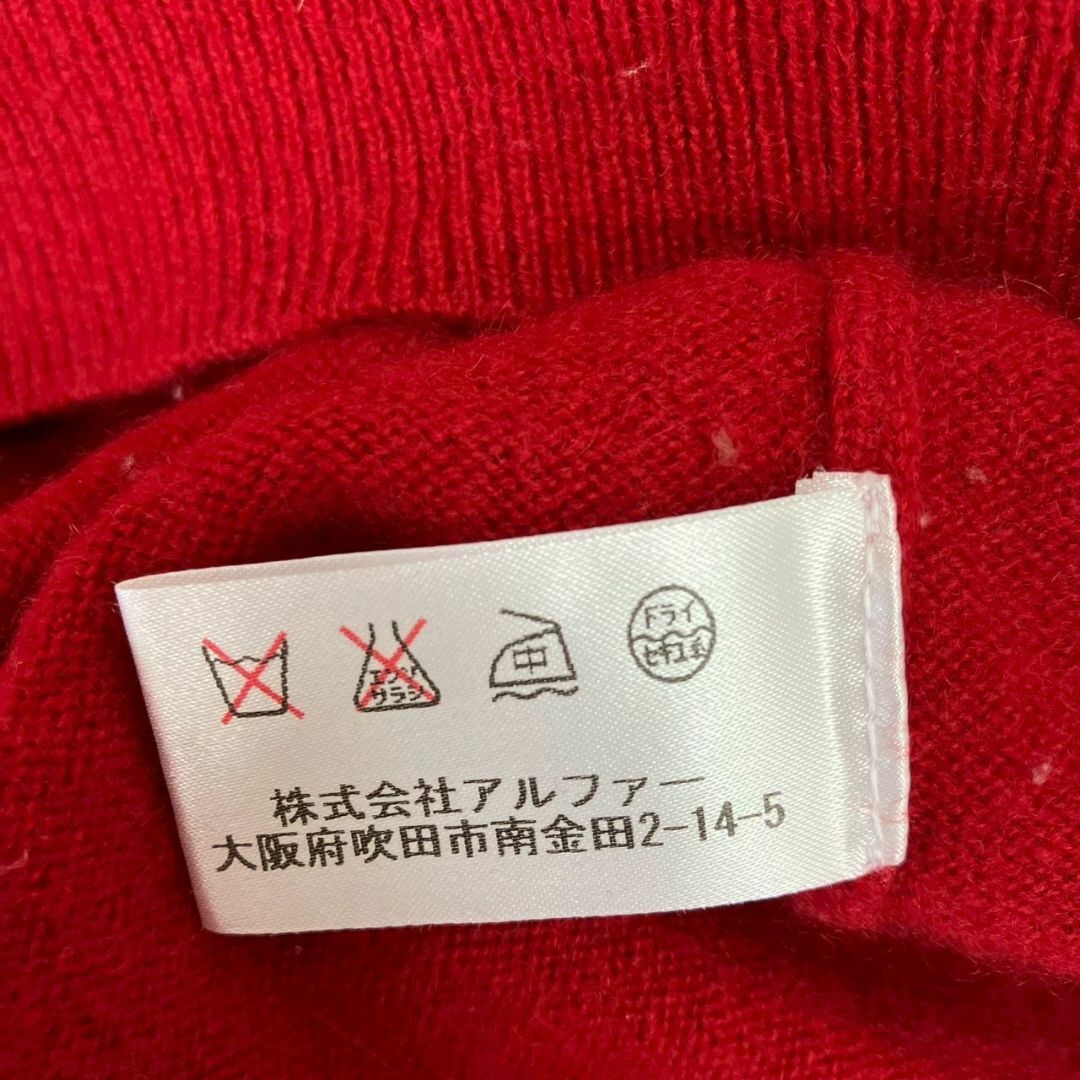 エンソ サラシ
中
ドライ
セキユ系
株式会社アルファー
大阪府吹田市南金田2-14-5